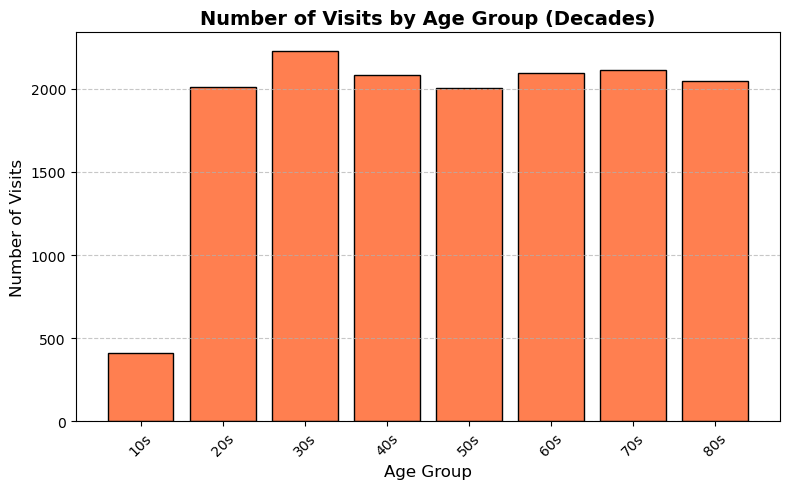 Number of Visits by Age Group (Decades)
Number of Visits
2000
1500
1000
500
0
10s
20s
30s
40s
50s
60s
70s
80s
Age Group